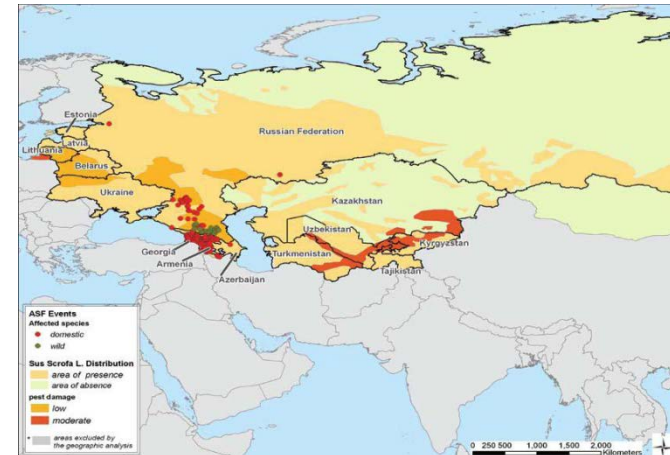 Estonia
Russian Federation
Latvia
Lithuania
Belarus
Ukraine
Kazakhstan
Uzbekistan
Georgia
Turkmenistan
Kyrgyzstan
Armenia
Tajikistan
Azerbaijan
ASF Events
Affected species
domestic
wild
Sus Scrofa L. Distribution
area of presence
area of absence
pest damage
low
moderate
* areas excluded by
the geographic analysis
0 250 500 1,000 1,500 2,000
Kilometers